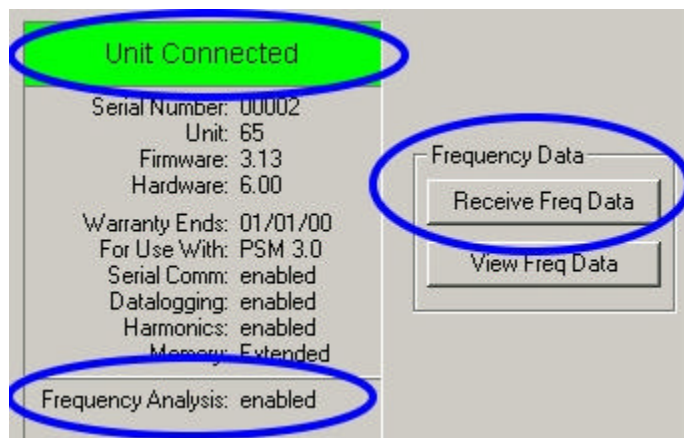 Unit Connected
Serial Number: 00002
Unit: 65
Firmware: 3.13
Hardware: 6.00
Warranty Ends: 01/01/00
For Use With: PSM 3.0
Serial Comm: enabled
Datalogging: enabled
Harmonics: enabled
Memory: Extended
Frequency Analysis: enabled
Frequency Data
Receive Freq Data
View Freq Data